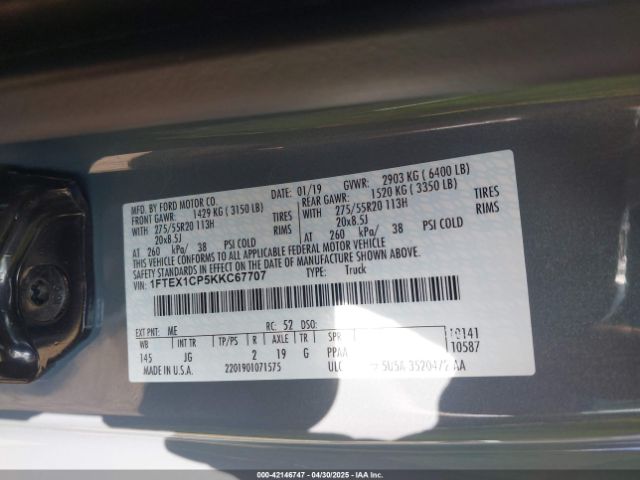 MFD. BY FORD MOTOR CO.
DATE: 01/19 GVWR: 2903 KG ( 6400 LB)
FRONT GAWR: 1429 KG ( 3150 LB)
REAR GAWR: 1520 KG ( 3350 LB)
WITH 275/55R20 113H TIRES
WITH 275/55R20 113H TIRES
20x8.5J RIMS
20x8.5J RIMS
AT 260 kPa/ 38 PSI COLD
AT 260 kPa/ 38 PSI COLD
THIS VEHICLE CONFORMS TO ALL APPLICABLE FEDERAL MOTOR VEHICLE
SAFETY STANDARDS IN EFFECT ON THE DATE OF MANUFACTURE SHOWN ABOVE
VIN: 1FTEX1CP5KKC67707
TYPE: Truck
EXT PNT: ME RC: 52 DSO:
WB INT TR TP/PS R AXLE TR SPR 10141
145 JG 2 19 G PPAA 10587
MADE IN U.S.A. 2201901071575 ULC 5U5A 35204
000-42146747 - 04/30/2025 - IAA Inc.